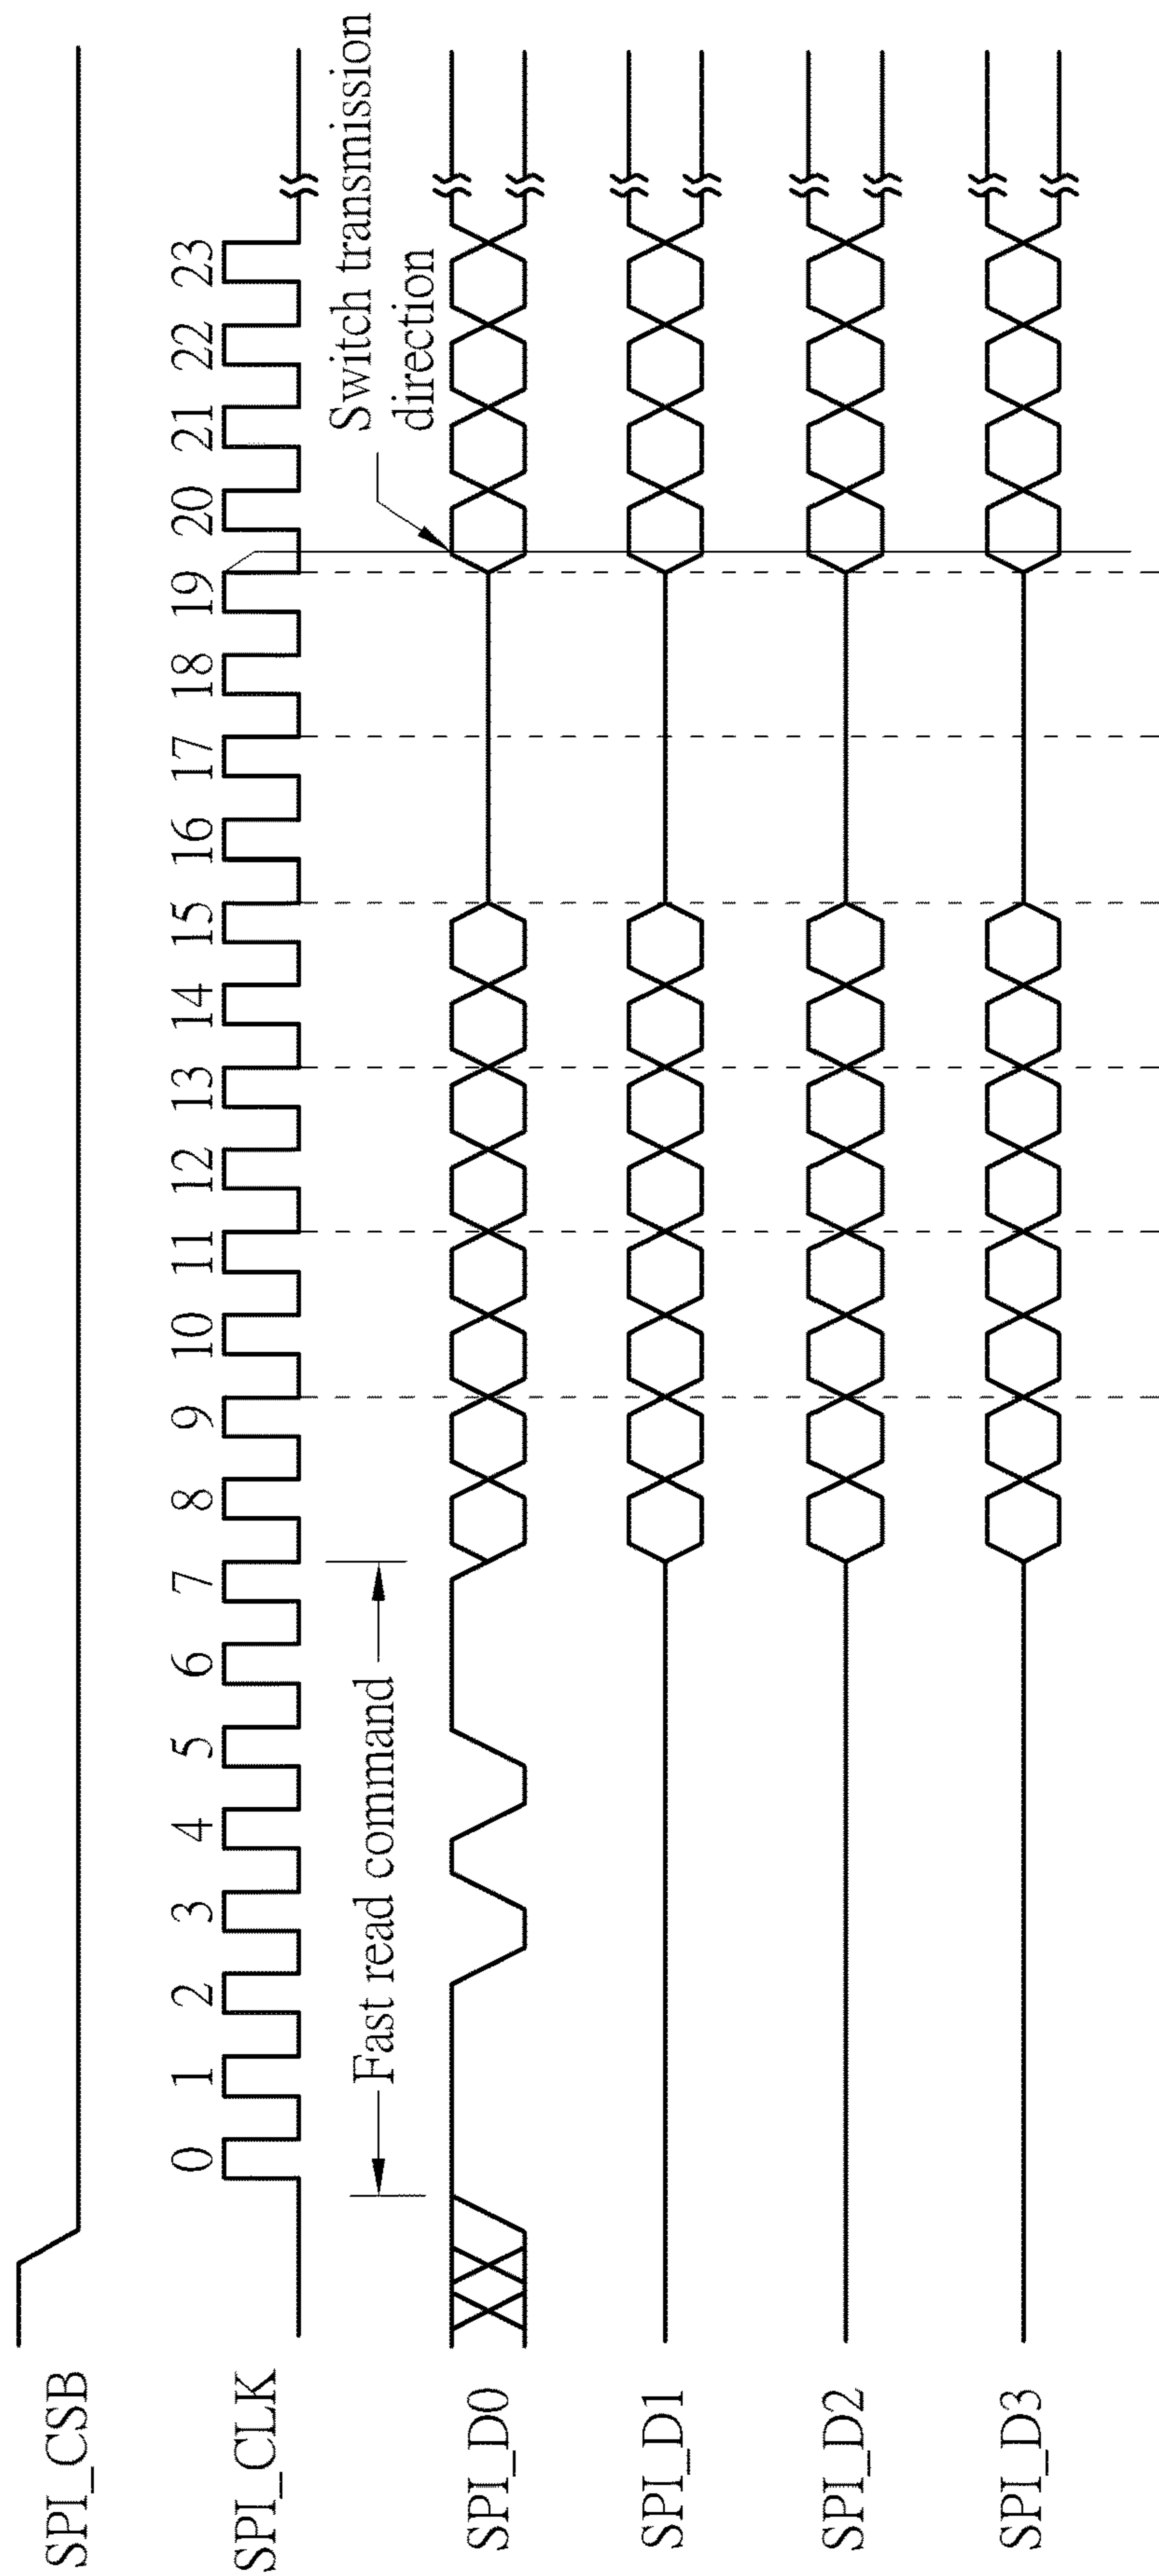 SPI_CSB
SPI_CLK
0 1 2 3 4 5 6 7 8 9 10 11 12 13 14 15 16 17 18 19 20 21 22 23
Fast read command
Switch transmission
direction
SPI_D0
SPI_D1
SPI_D2
SPI_D3